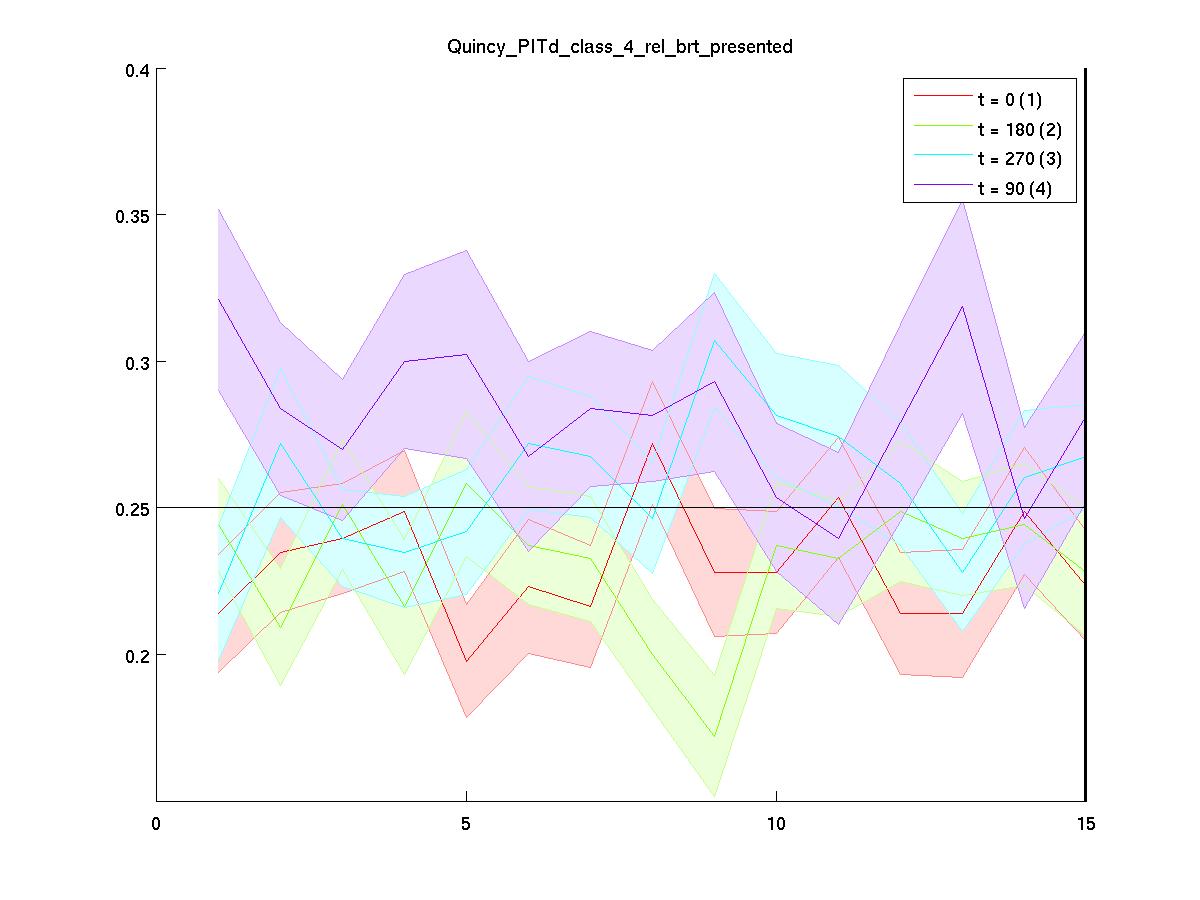 Quincy_PITd_class_4_rel_brt_presented
0.4
t = 0 (1)
t = 180 (2)
t = 270 (3)
t = 90 (4)
0.35
0.3
0.25
0.2
0 5 10 15